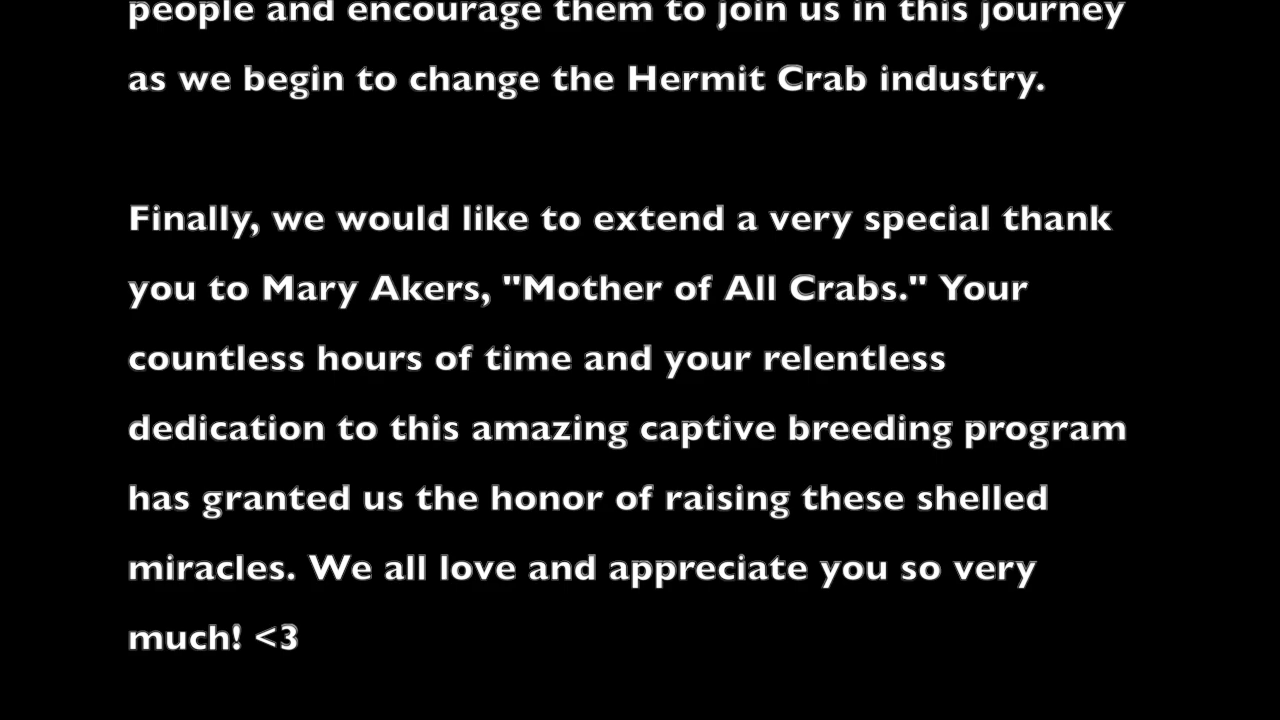 people and encourage them to join us in this journey
as we begin to change the Hermit Crab industry.
Finally, we would like to extend a very special thank
you to Mary Akers, "Mother of All Crabs." Your
countless hours of time and your relentless
dedication to this amazing captive breeding program
has granted us the honor of raising these shelled
miracles. We all love and appreciate you so very
much! <3